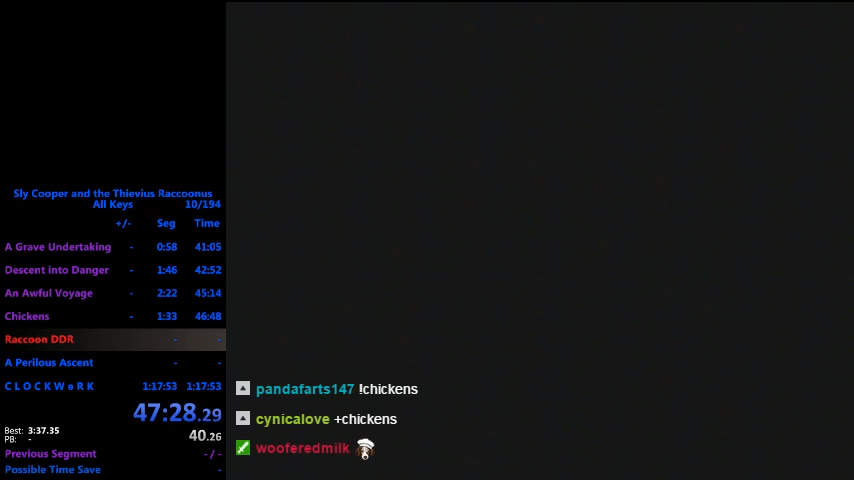 Sly Cooper and the Thievius Raccoonus
All Keys 10/194
+/- Seg Time
A Grave Undertaking - 0:58 41:05
Descent into Danger - 1:46 42:52
An Awful Voyage - 2:22 45:14
Chickens - 1:33 46:48
Raccoon DDR - -
A Perilous Ascent - -
C L O C K W e R K 1:17:53 1:17:53
47:28.29
Best: 3:37.35
PB: -
40.26
Previous Segment - / -
Possible Time Save -
pandafarts147 !chickens
cynicalove +chickens
wooferedmilk